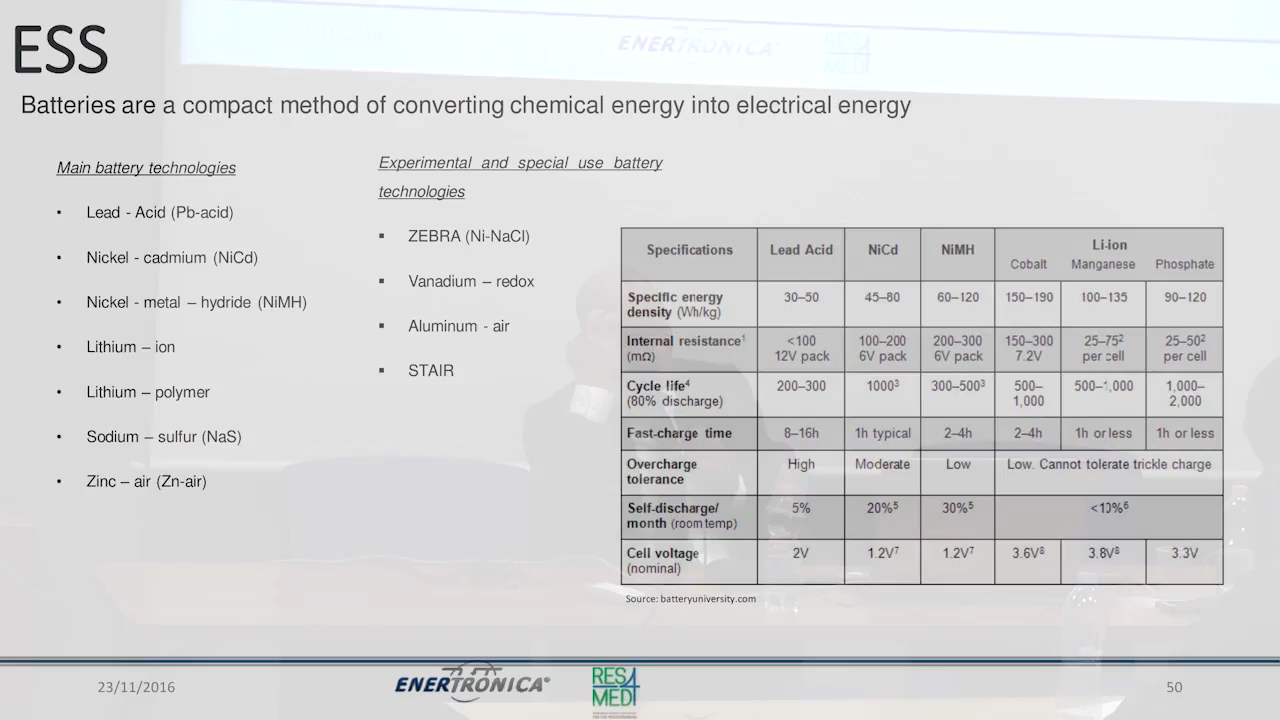 ESS
ENERTRONICA®
RES
MEDI
Batteries are a compact method of converting chemical energy into electrical energy
Main battery technologies
• Lead - Acid (Pb-acid)
• Nickel - cadmium (NiCd)
• Nickel - metal – hydride (NiMH)
• Lithium – ion
• Lithium – polymer
• Sodium – sulfur (NaS)
• Zinc – air (Zn-air)
Experimental and special use battery
technologies
▪ ZEBRA (Ni-NaCl)
▪ Vanadium – redox
▪ Aluminum - air
▪ STAIR
Specifications Lead Acid NiCd NiMH Li-ion
Cobalt Manganese Phosphate
Specific energy
density (Wh/kg) 30–50 45–80 60–120 150–190 100–135 90–120
Internal resistance¹ <100 100–200 200–300 150–300 25–75² 25–50²
(mΩ) 12V pack 6V pack 6V pack 7.2V per cell per cell
Cycle life⁴ 200–300 1000³ 300–500³ 500– 500–1,000 1,000–
(80% discharge) 1,000 2,000
Fast-charge time 8–16h 1h typical 2–4h 2–4h 1h or less 1h or less
Overcharge High Moderate Low Low. Cannot tolerate trickle charge
tolerance
Self-discharge/ 5% 20%⁵ 30%⁵ <10%⁶
month (room temp)
Cell voltage 2V 1.2V⁷ 1.2V⁷ 3.6V⁸ 3.8V⁸ 3.3V
(nominal)
Source: batteryuniversity.com
23/11/2016
ENERTRONICA®
RES4
MEDI
50